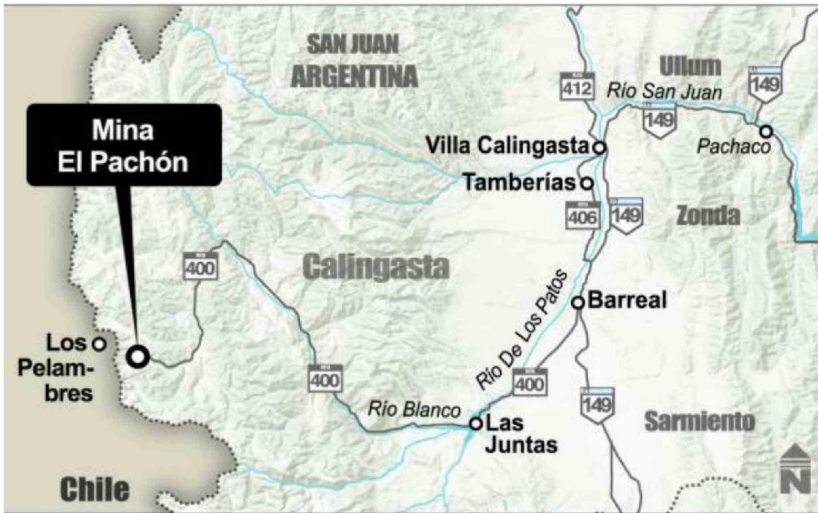 SAN JUAN
ARGENTINA
Mina
El Pachón
Ullum
412
Río San Juan
149
149
Villa Calingasta
Pachaco
Tamberías
406
149
Zonda
400
Calingasta
Río De Los Patos
Barreal
Los
Pelam-
bres
400
400
149
Río Blanco
Las
Juntas
Sarmiento
Chile
N